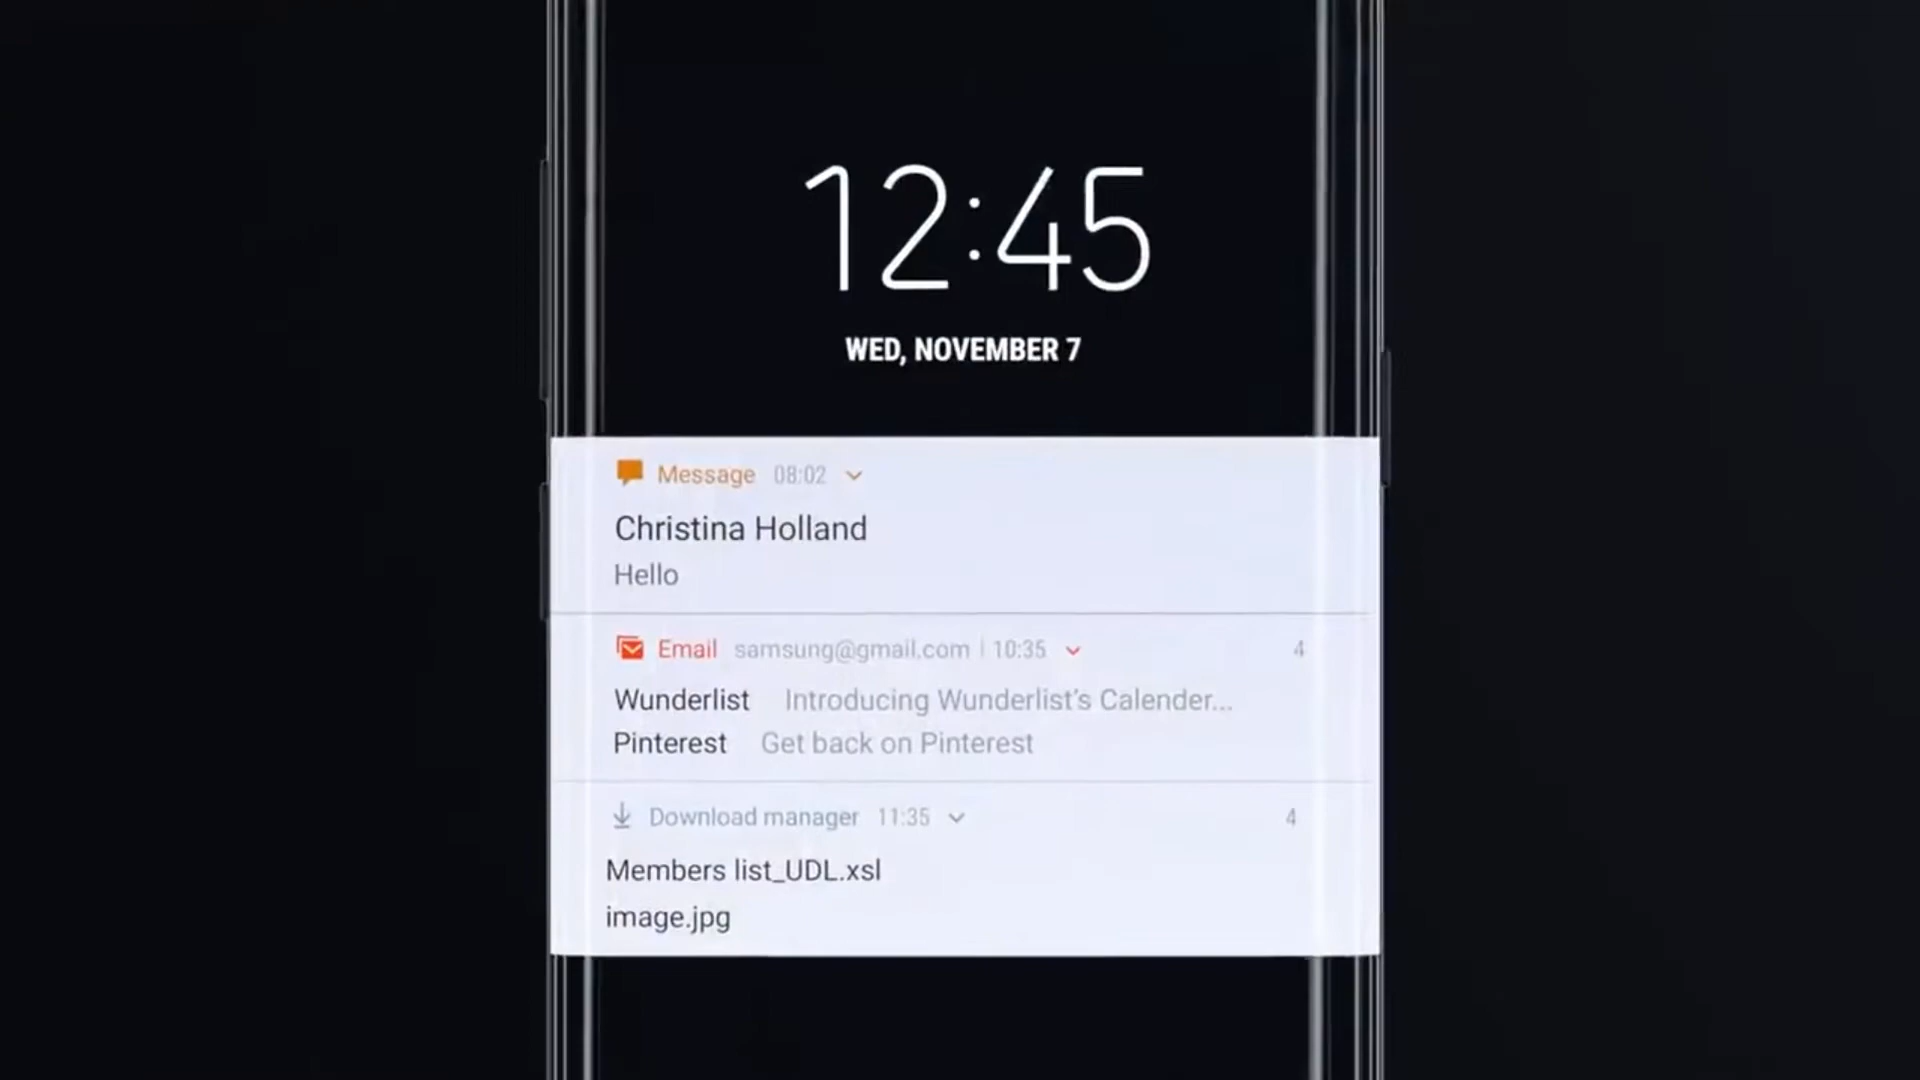 12:45
WED, NOVEMBER 7
Message 08:02
Christina Holland
Hello
Email samsung@gmail.com | 10:35 4
Wunderlist Introducing Wunderlist's Calender...
Pinterest Get back on Pinterest
Download manager 11:35 4
Members list_UDL.xsl
image.jpg